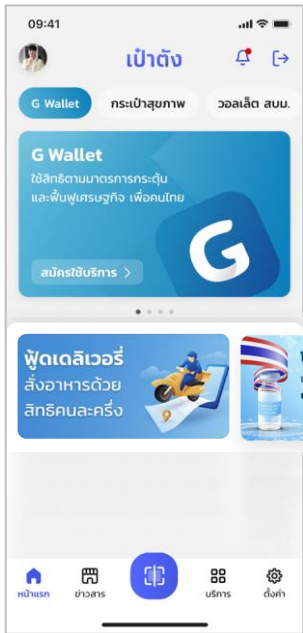 09:41
เป๋าตัง
G Wallet
กระเป๋าสุขภาพ
วอลเล็ต สบม.
G Wallet
ใช้สิทธิตามมาตรการกระตุ้น
และฟื้นฟูเศรษฐกิจ เพื่อคนไทย
G
สมัครใช้บริการ >
ฟู้ดเดลิเวอรี่
สั่งอาหารด้วย
สิทธิคนละครึ่ง
หน้าแรก
ข่าวสาร
บริการ
ตั้งค่า